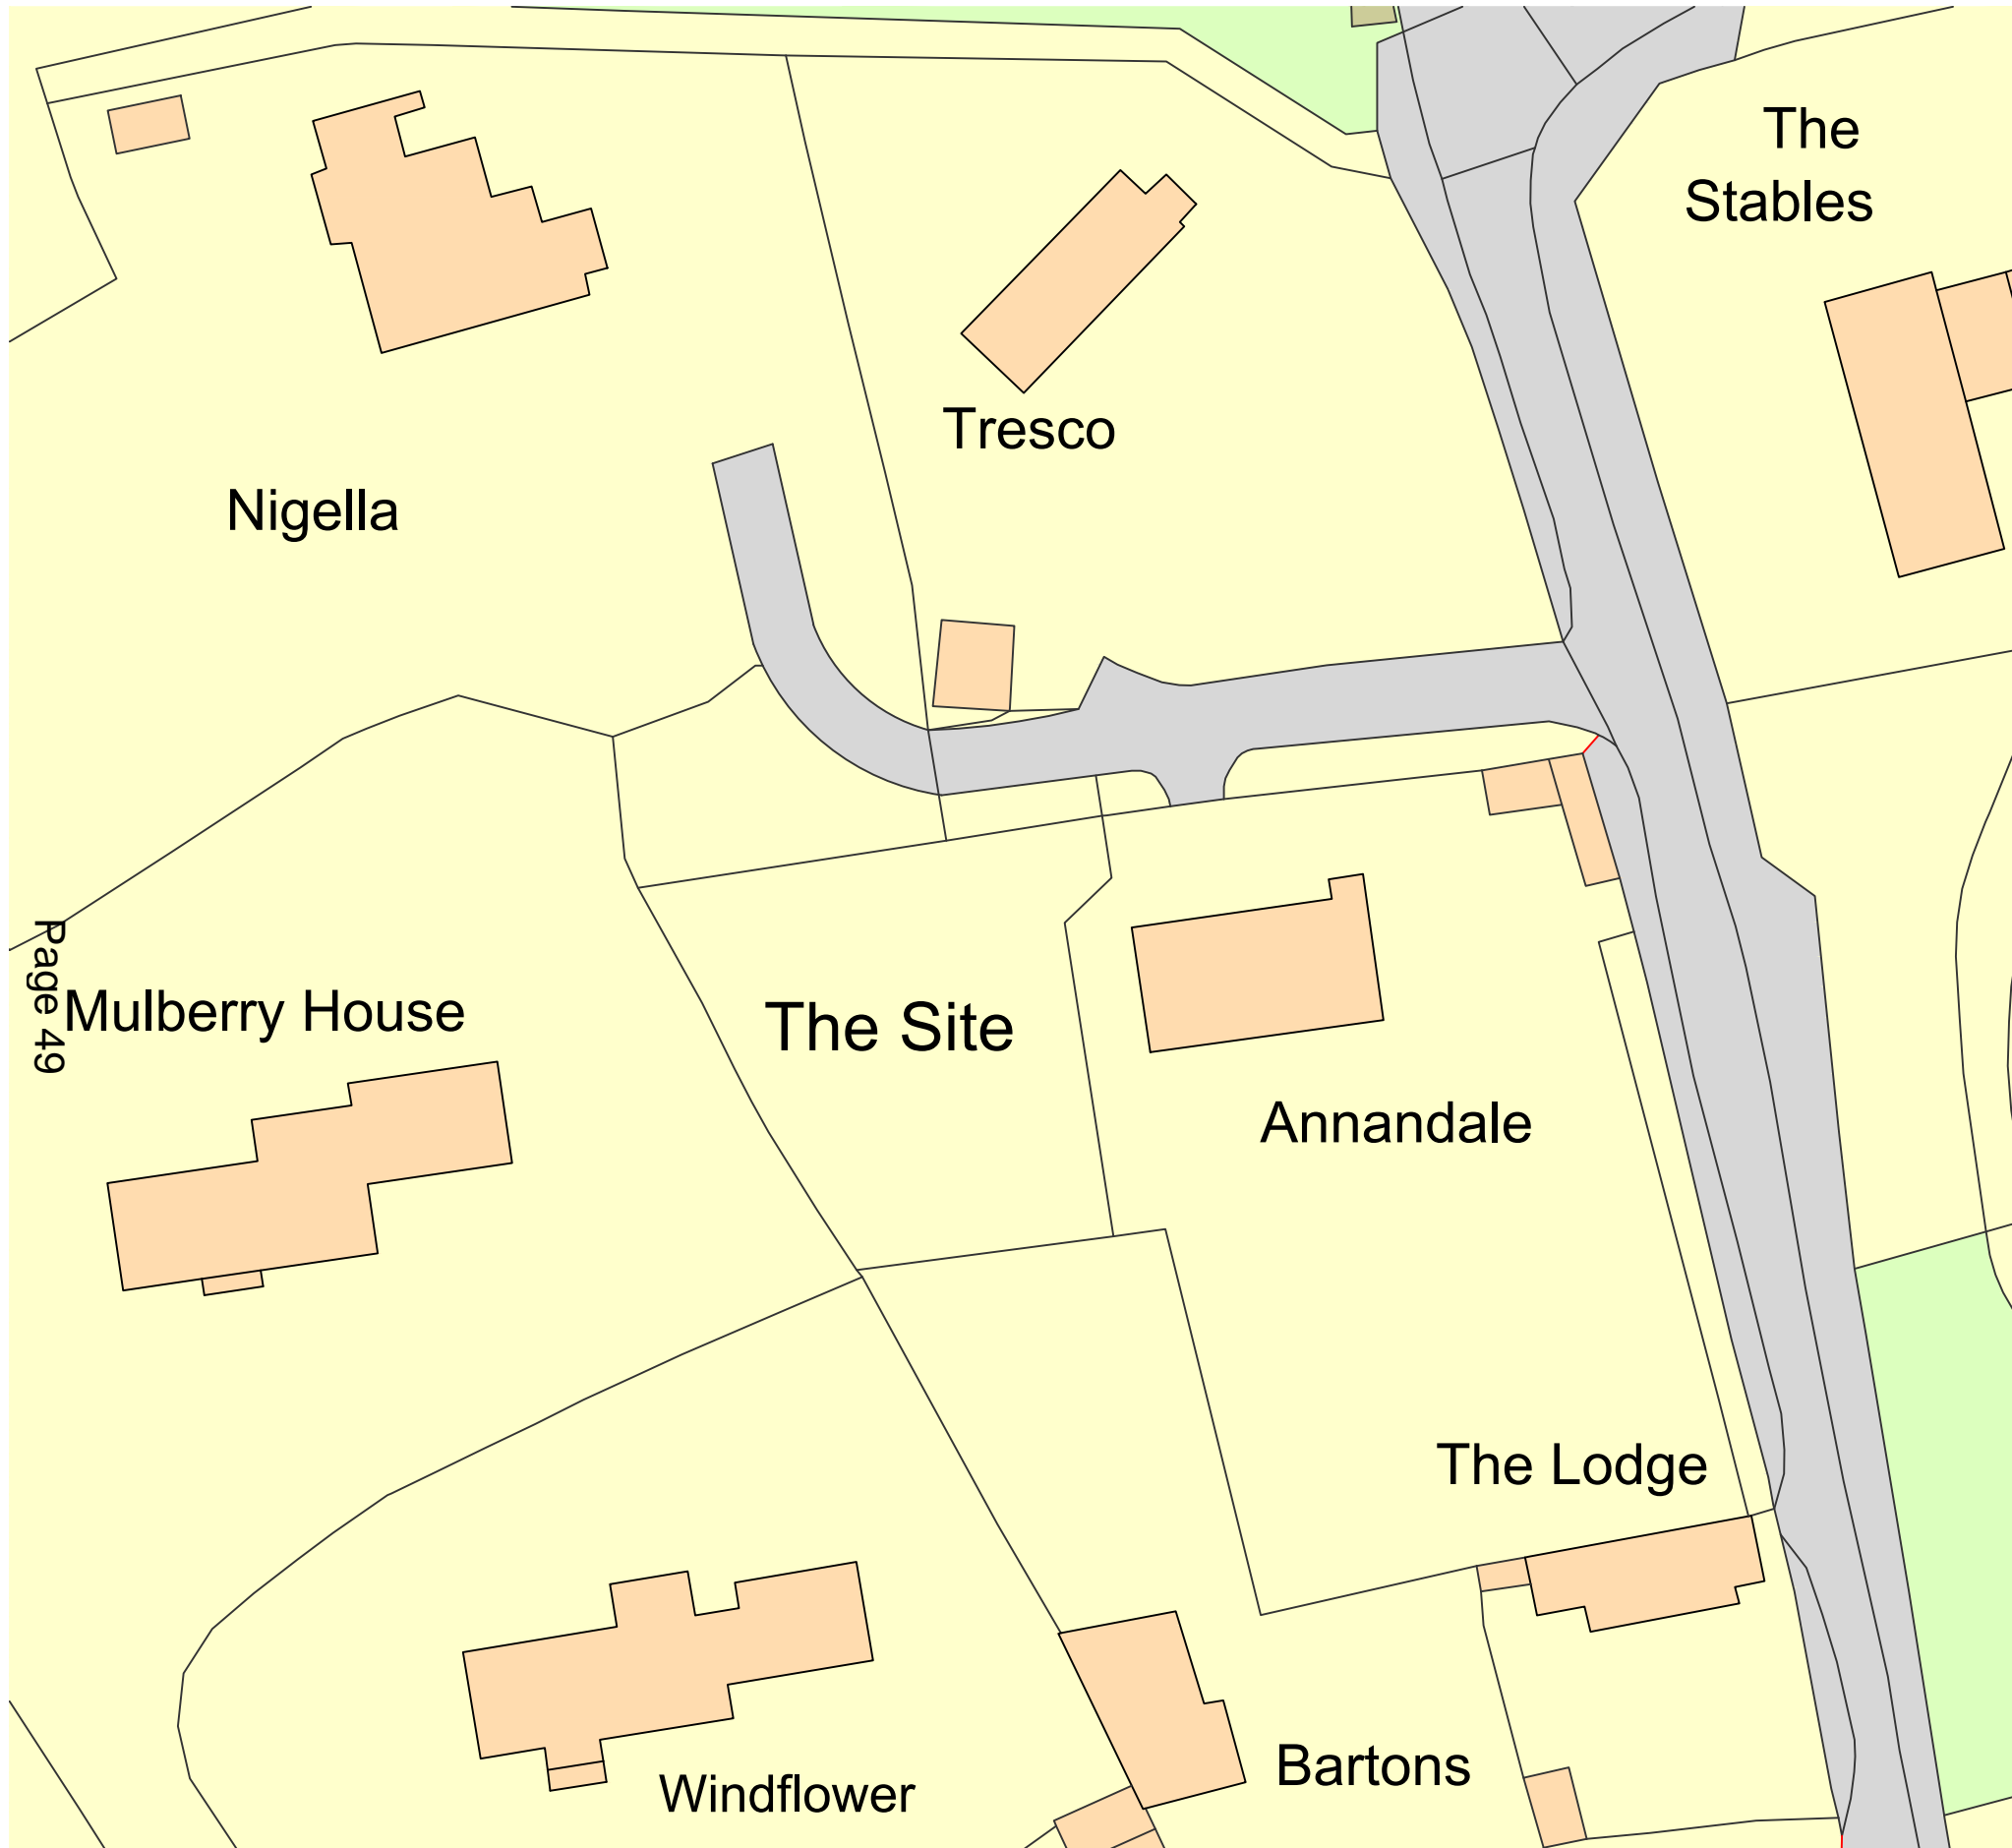 The
Stables
Tresco
Nigella
Page 49
Mulberry House
The Site
Annandale
The Lodge
Bartons
Windflower